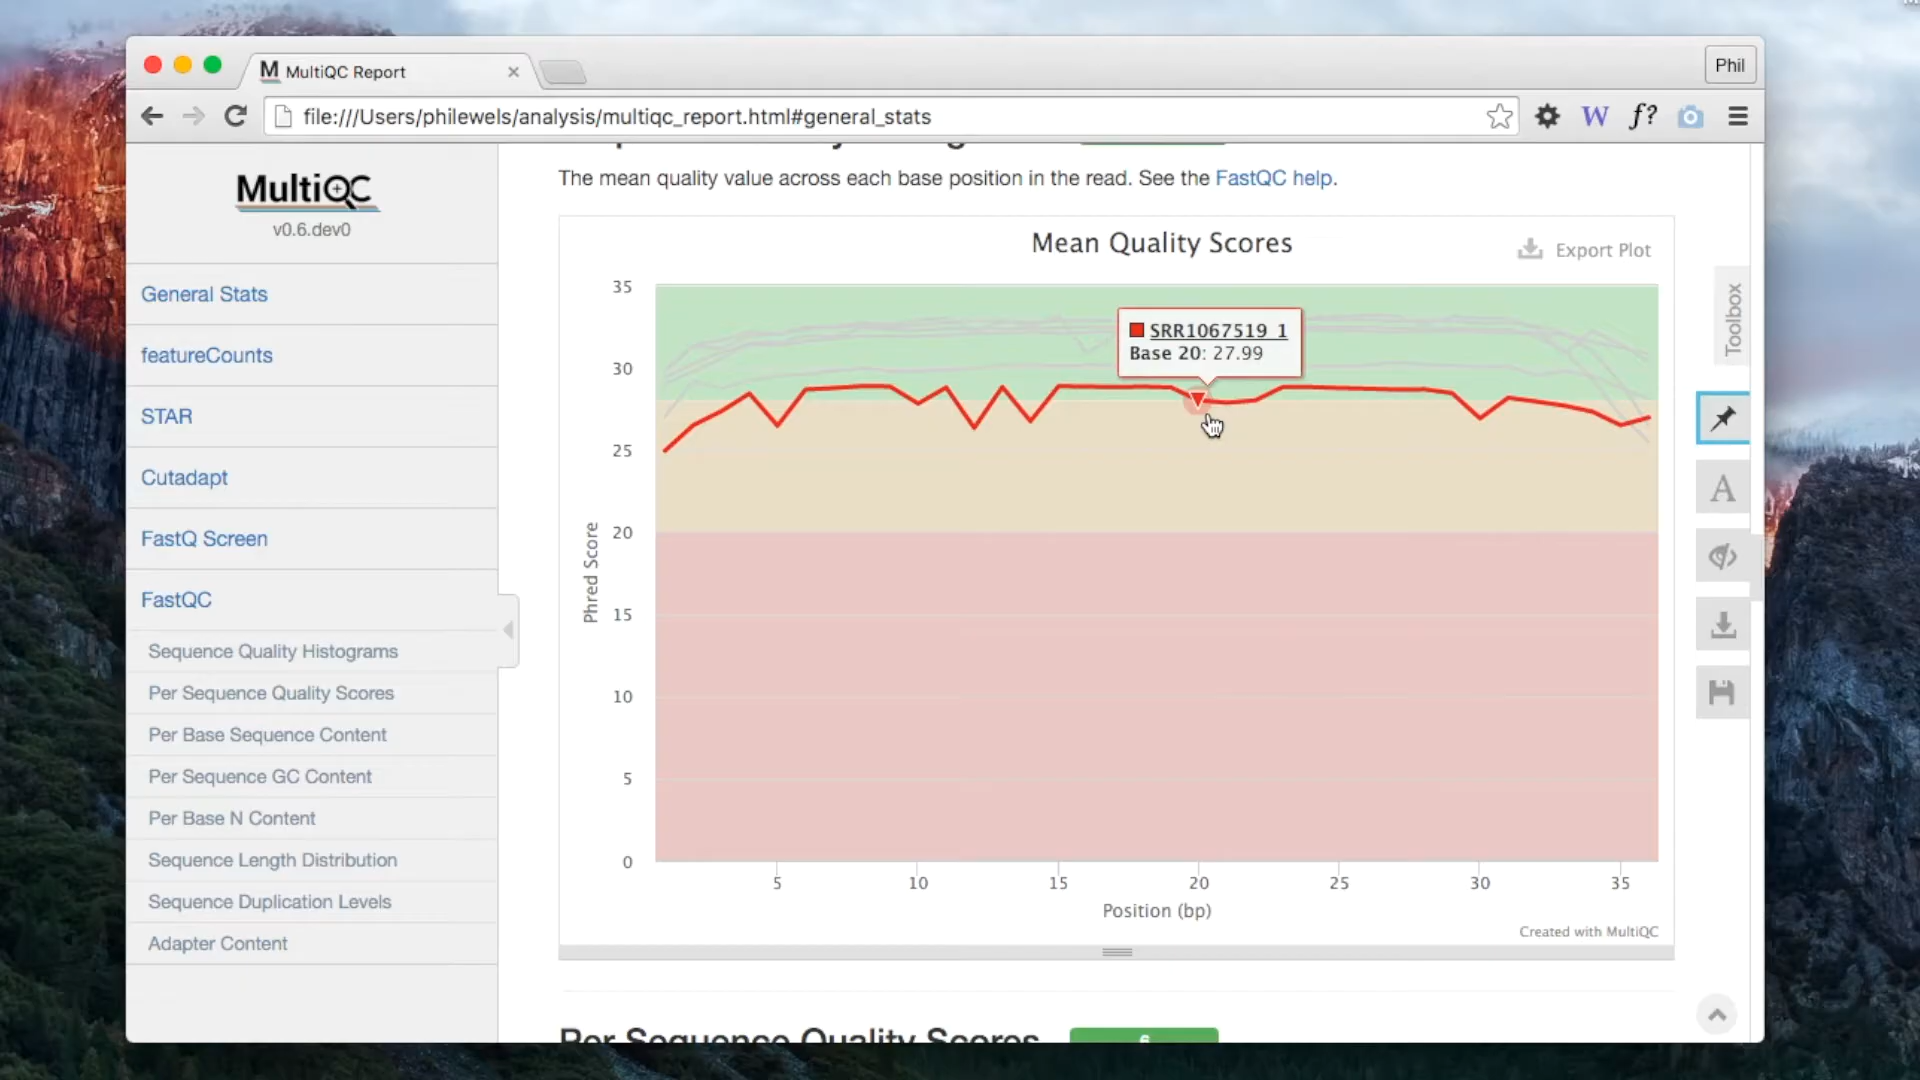 MultiQC Report
Phil
file:///Users/philewels/analysis/multiqc_report.html#general_stats
W
f?
MultiQC
v0.6.dev0
General Stats
featureCounts
STAR
Cutadapt
FastQ Screen
FastQC
Sequence Quality Histograms
Per Sequence Quality Scores
Per Base Sequence Content
Per Sequence GC Content
Per Base N Content
Sequence Length Distribution
Sequence Duplication Levels
Adapter Content
The mean quality value across each base position in the read. See the FastQC help.
Mean Quality Scores
Export Plot
35
30
25
20
15
10
5
0
Phred Score
SRR1067519_1
Base 20: 27.99
5
10
15
20
25
30
35
Position (bp)
Created with MultiQC
Toolbox
A
Per Sequence Quality Scores
6